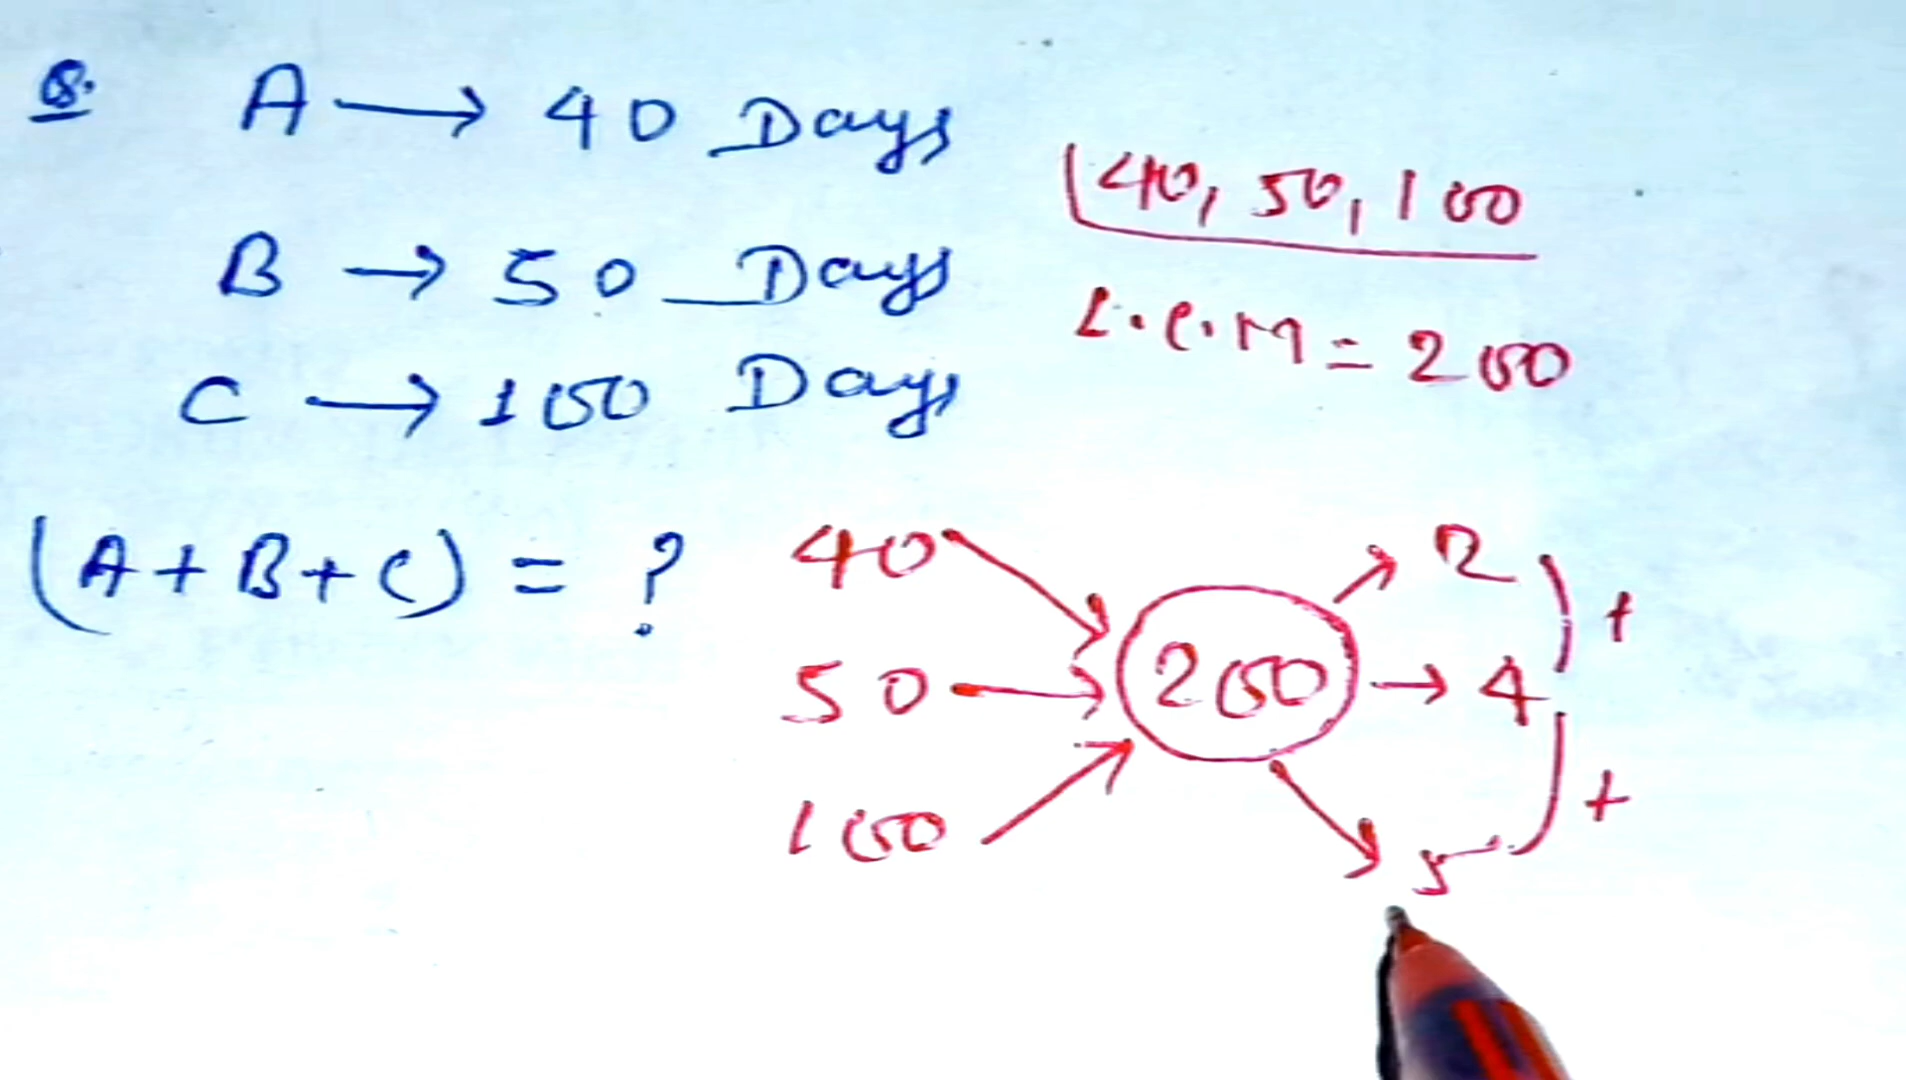 Q. A → 40 Days
B → 50 Days
C → 100 Days
(A+B+C) = ?
40, 50, 100
L.C.M = 200
40
50
100
200
→ 2
→ 4
5
+
+